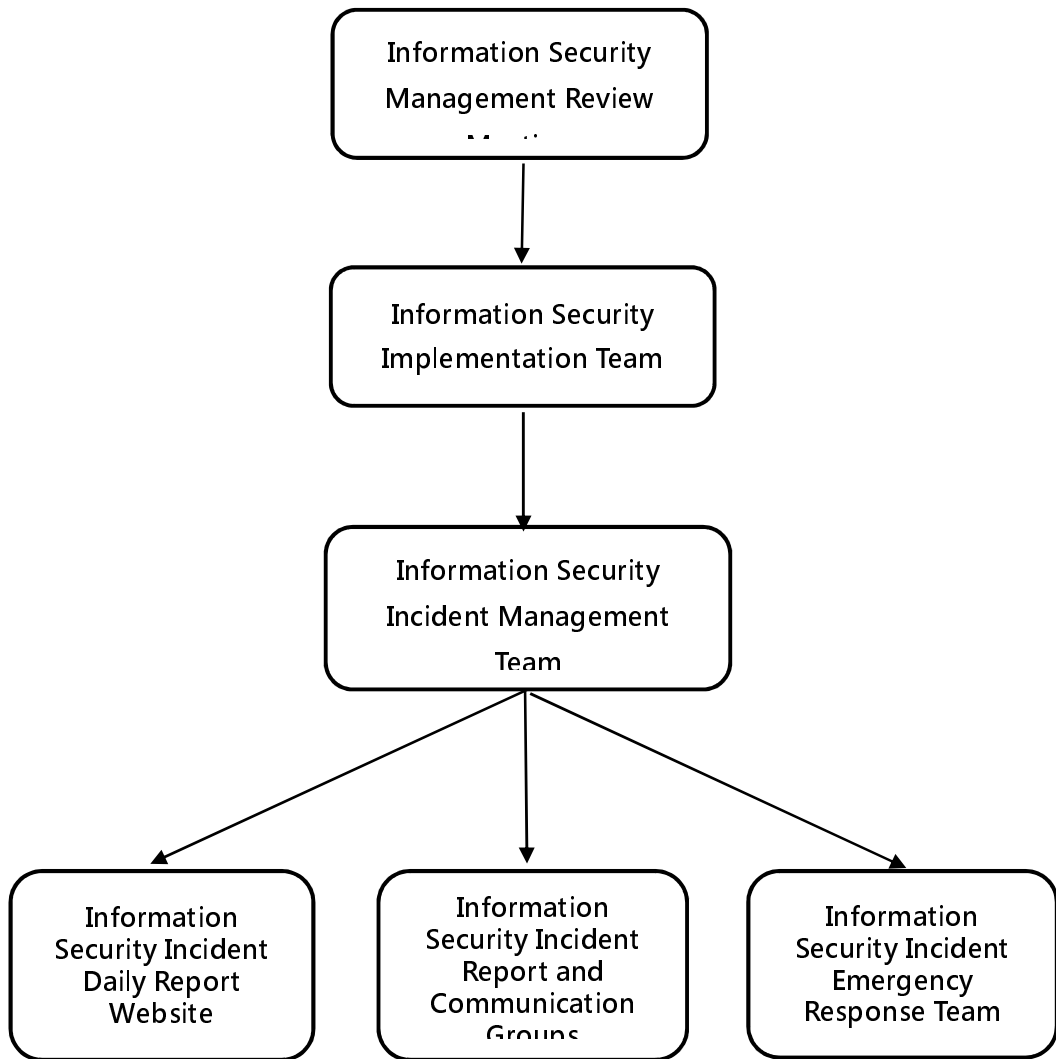 Information Security
Management Review
Information Security
Implementation Team
Information Security
Incident Management
Team
Information
Security Incident
Daily Report
Website
Information
Security Incident
Report and
Communication
Groups
Information
Security Incident
Emergency
Response Team